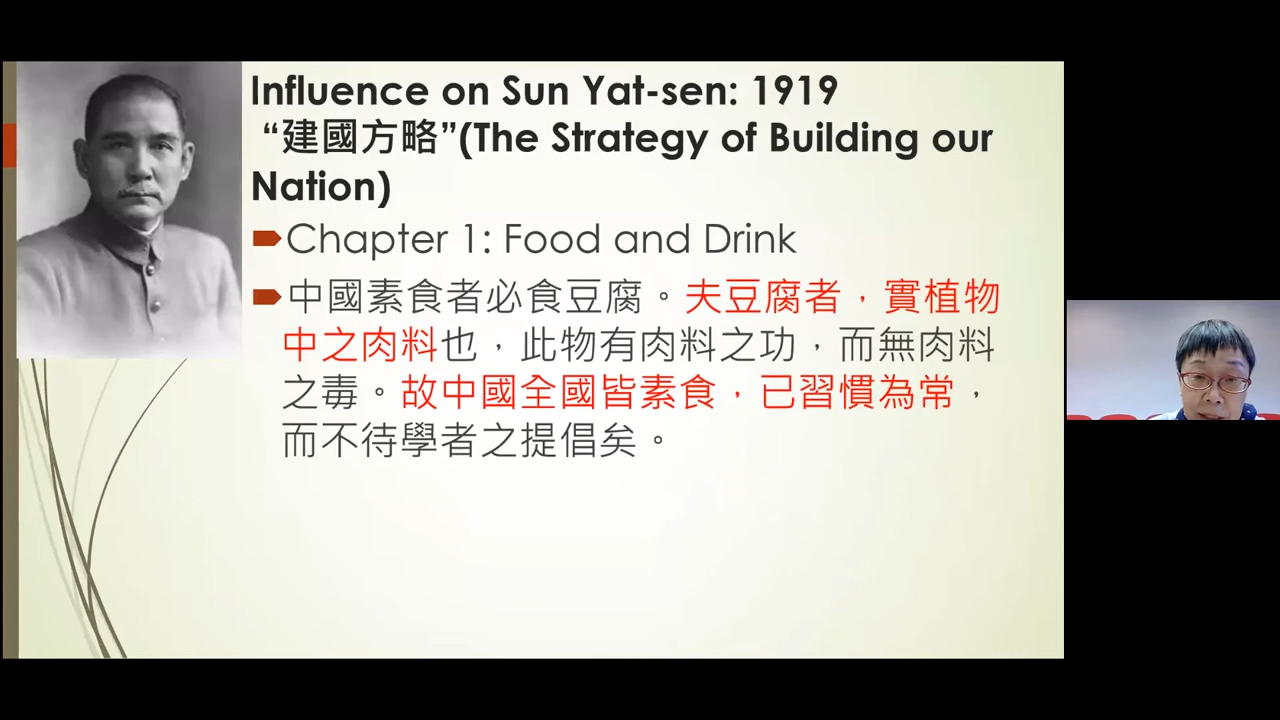 Influence on Sun Yat-sen: 1919
“建國方略”(The Strategy of Building our
Nation)
Chapter 1: Food and Drink
中國素食者必食豆腐。夫豆腐者，實植物
中之肉料也，此物有肉料之功，而無肉料
之毒。故中國全國皆素食，已習慣為常，
而不待學者之提倡矣。